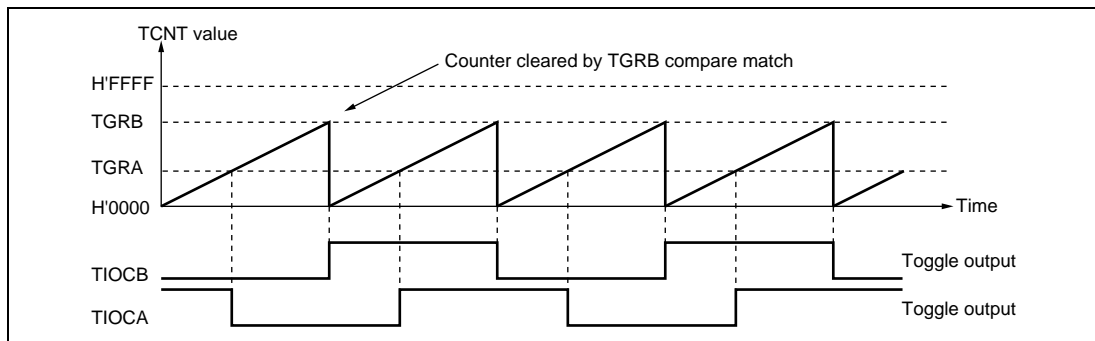 TCNT value
Counter cleared by TGRB compare match
H'FFFF
TGRB
TGRA
H'0000
Time
TIOCB
Toggle output
TIOCA
Toggle output